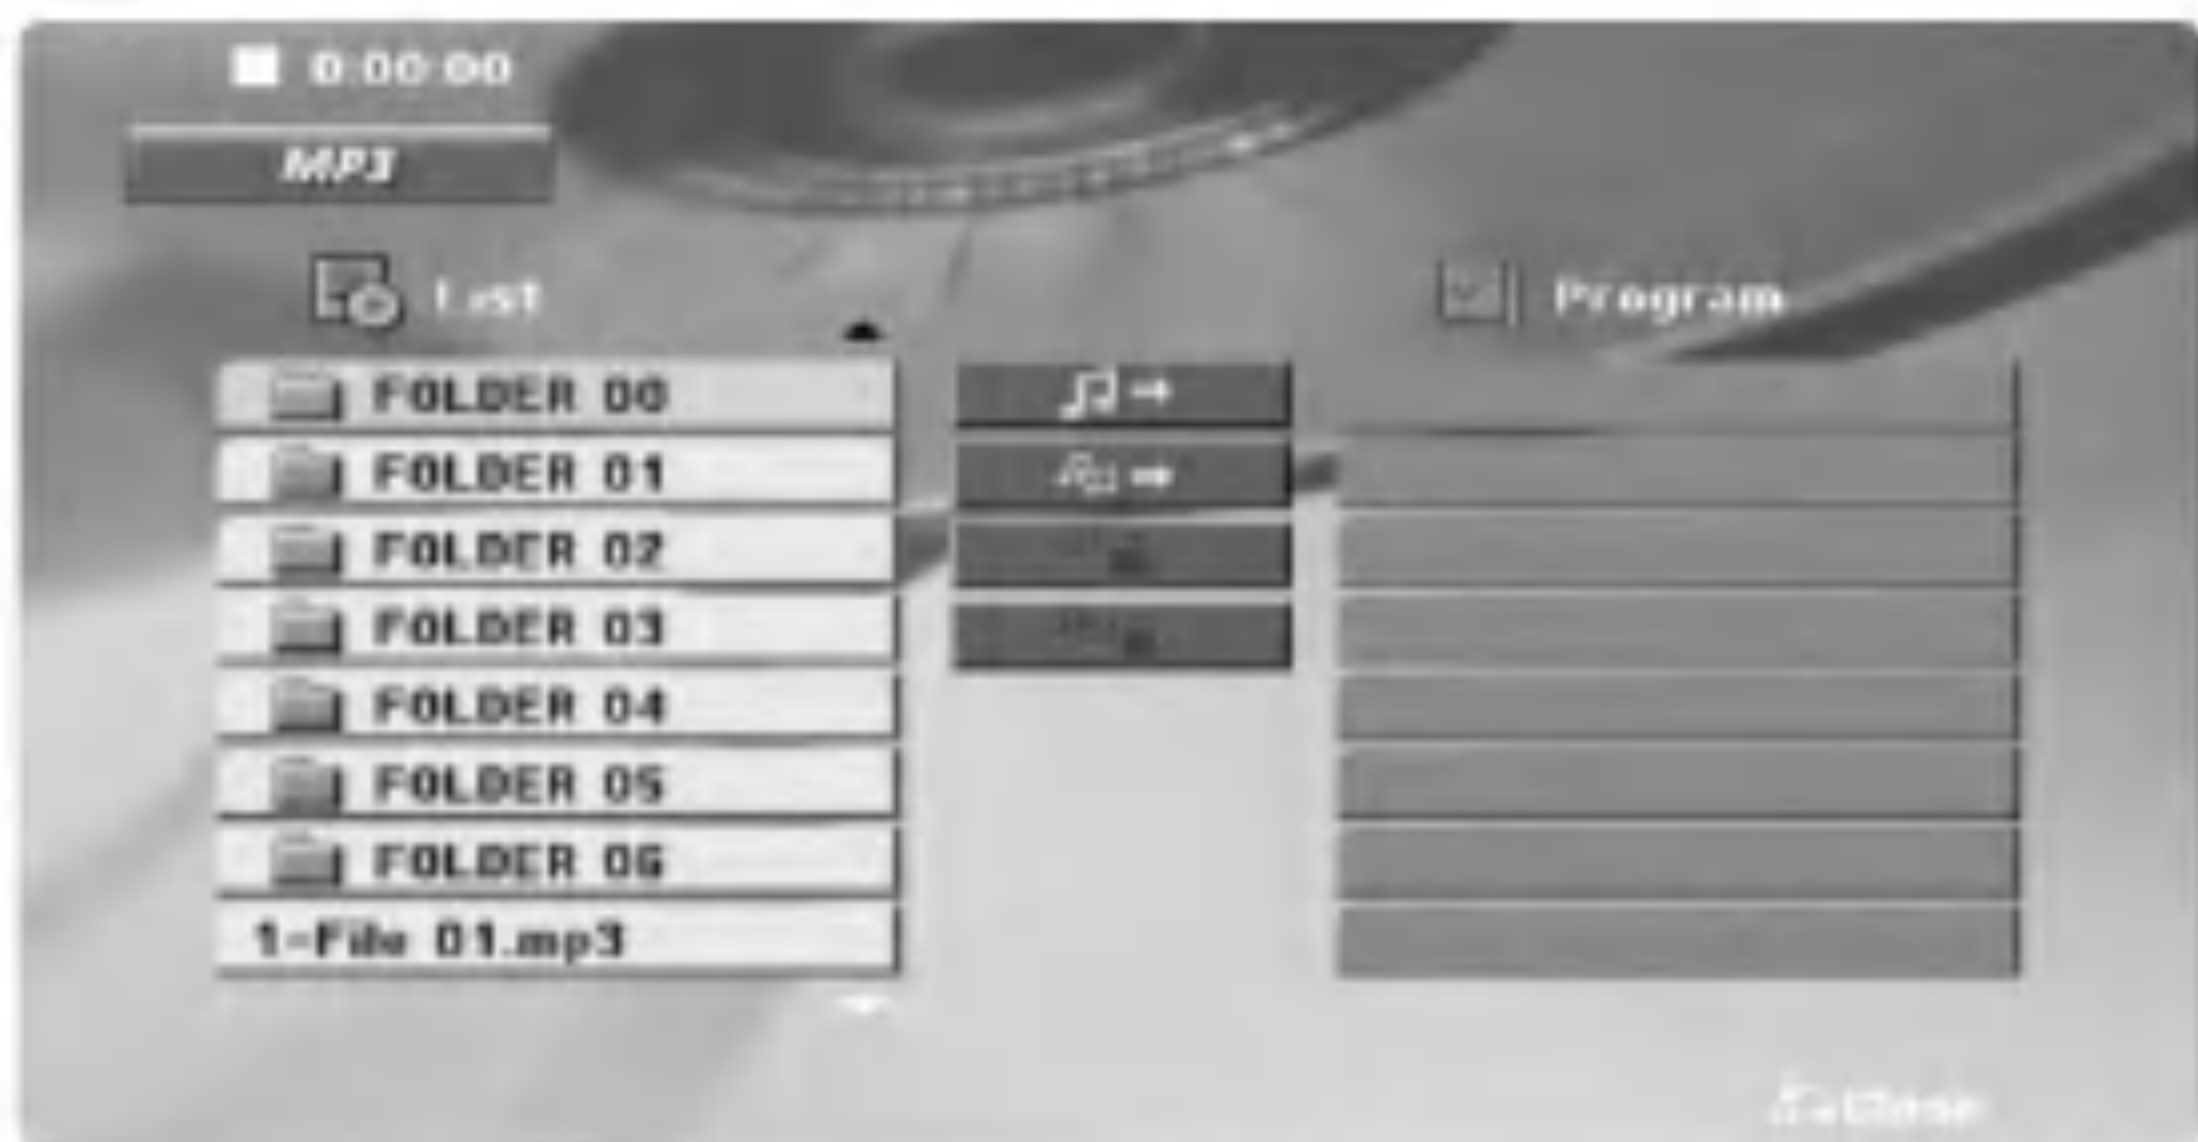 0:00:00
MP3
List
Program
FOLDER 00
FOLDER 01
FOLDER 02
FOLDER 03
FOLDER 04
FOLDER 05
FOLDER 06
1-File 01.mp3
Close